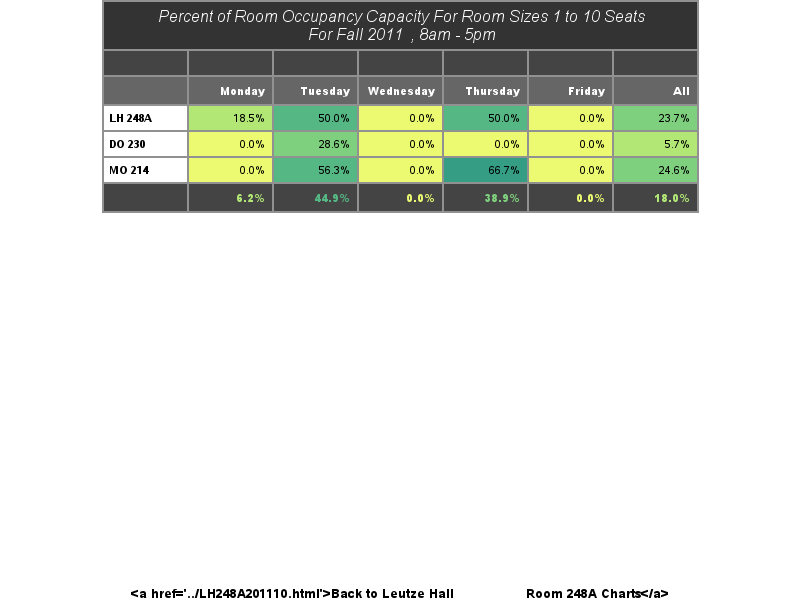 Percent of Room Occupancy Capacity For Room Sizes 1 to 10 Seats
For Fall 2011 , 8am - 5pm
Monday Tuesday Wednesday Thursday Friday All
LH 248A 18.5% 50.0% 0.0% 50.0% 0.0% 23.7%
DO 230 0.0% 28.6% 0.0% 0.0% 0.0% 5.7%
MO 214 0.0% 56.3% 0.0% 66.7% 0.0% 24.6%
6.2% 44.9% 0.0% 38.9% 0.0% 18.0%
<a href='../LH248A201110.html'>Back to Leutze Hall Room 248A Charts</a>